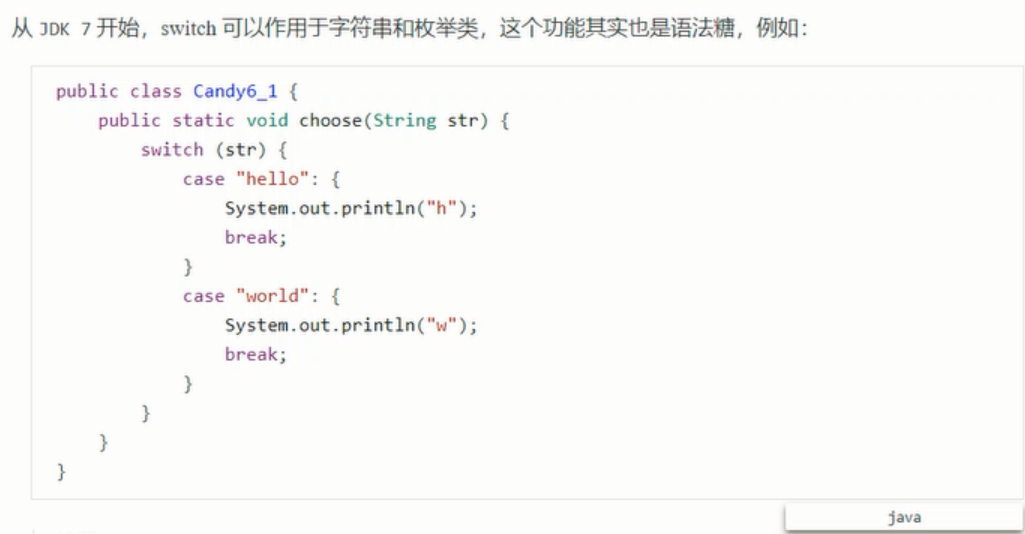 从 JDK 7 开始，switch 可以作用于字符串和枚举类，这个功能其实也是语法糖，例如：
public class Candy6_1 {
    public static void choose(String str) {
        switch (str) {
            case "hello": {
                System.out.println("h");
                break;
            }
            case "world": {
                System.out.println("w");
                break;
            }
        }
    }
}
java